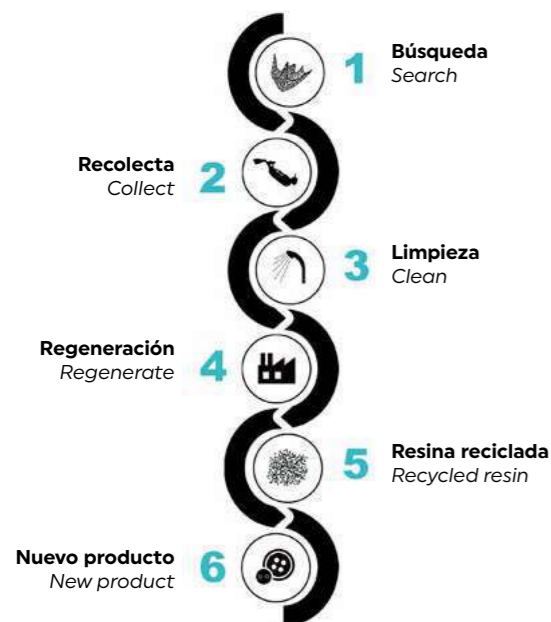 1
Búsqueda
Search
Recolecta
Collect
2
3
Limpieza
Clean
Regeneración
Regenerate
4
5
Resina reciclada
Recycled resin
Nuevo producto
New product
6